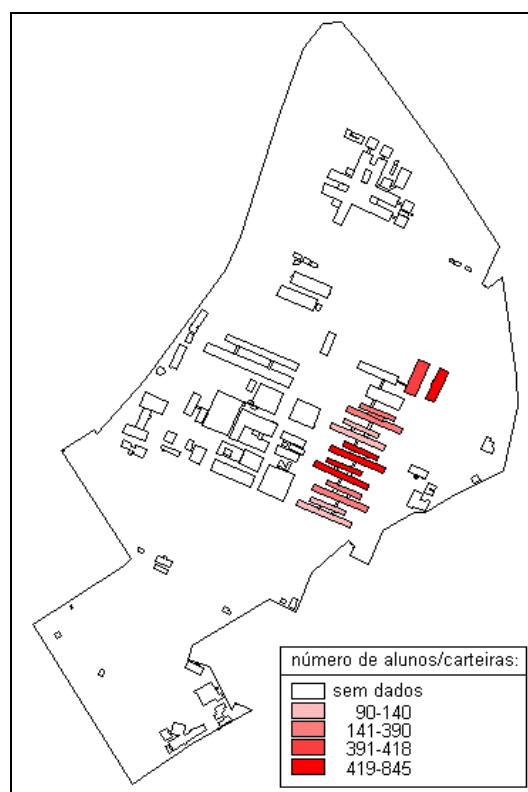 número de alunos/carteiras:
sem dados
90-140
141-390
391-418
419-845